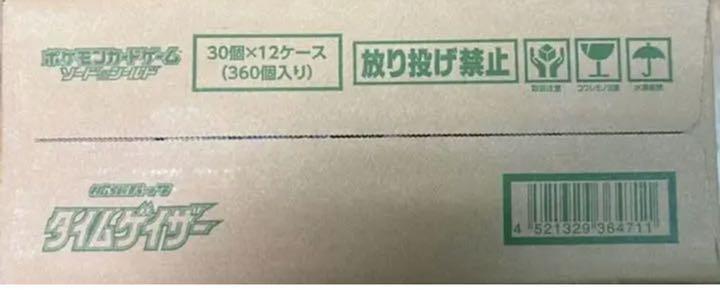 ポケモンカードゲーム
ソード&シールド
30個×12ケース
(360個入り)
放り投げ禁止
取扱注意
コワレモノ注意
水濡厳禁
拡張パック
タイムゲイザー
4 521329 364711